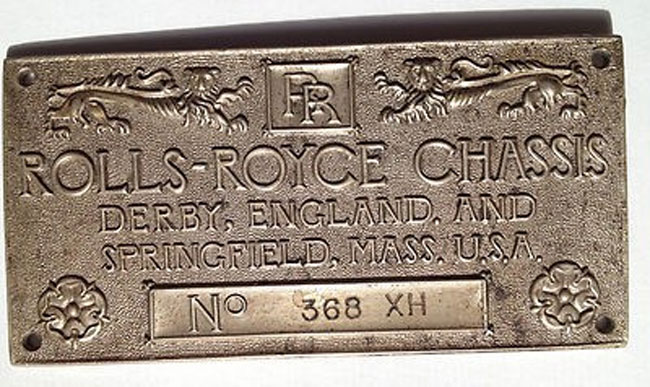 RR
ROLLS-ROYCE CHASSIS
DERBY, ENGLAND, AND
SPRINGFIELD, MASS. U.S.A.
No 368 XH